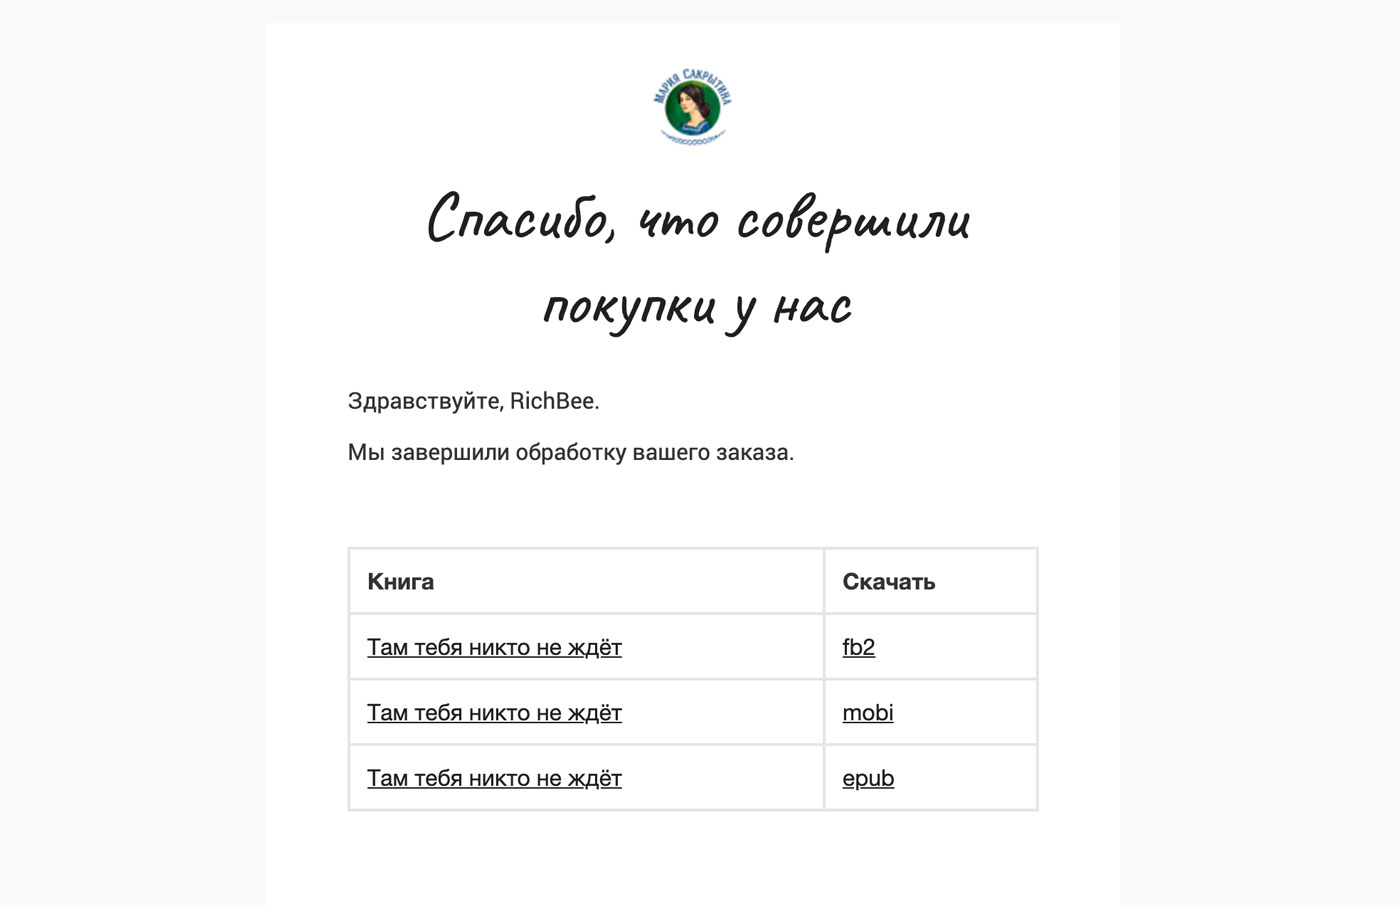 Мария Сакрытина
Спасибо, что совершили
покупки у нас
Здравствуйте, RichBee.
Мы завершили обработку вашего заказа.
Книга Скачать
Там тебя никто не ждёт fb2
Там тебя никто не ждёт mobi
Там тебя никто не ждёт epub